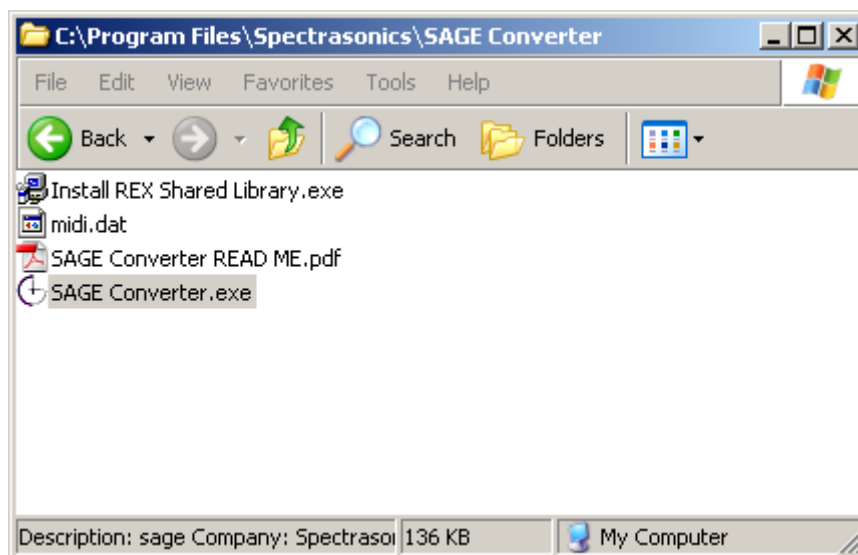 C:\Program Files\Spectrasonics\SAGE Converter
File Edit View Favorites Tools Help
Back Search Folders
Install REX Shared Library.exe
midi.dat
SAGE Converter READ ME.pdf
SAGE Converter.exe
Description: sage Company: Spectrasoi 136 KB My Computer